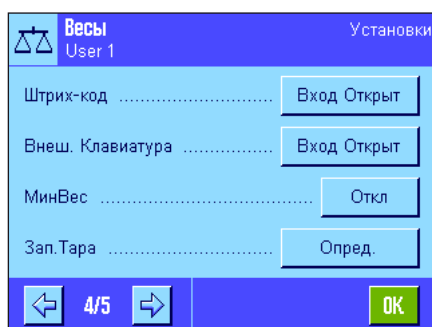 Весы Установки
User 1
Штрих-код ........................... Вход Открыт
Внеш. Клавиатура ................ Вход Открыт
МинВес ...................................... Откл
Зап.Тара .............................. Опред.
4/5 OK